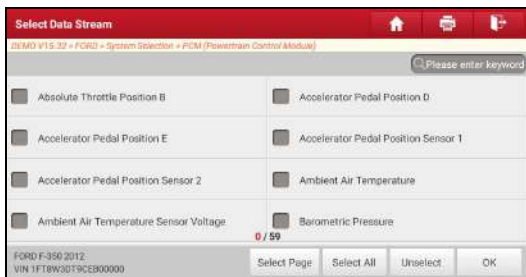 Select Data Stream
DEMO V15.32 > FORD > System Selection > PCM (Powertrain Control Module)
Please enter keyword
Absolute Throttle Position B
Accelerator Pedal Position D
Accelerator Pedal Position E
Accelerator Pedal Position Sensor 1
Accelerator Pedal Position Sensor 2
Ambient Air Temperature
Ambient Air Temperature Sensor Voltage
Barometric Pressure
0 / 59
FORD F-350 2012
VIN 1FT8W3DT9CEB00000
Select Page
Select All
Unselect
OK